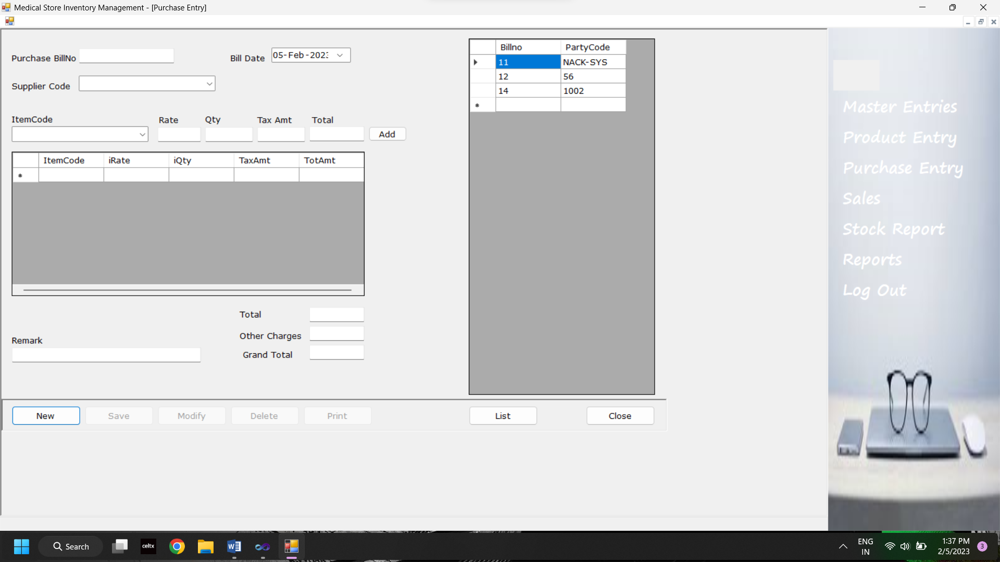 Medical Store Inventory Management - [Purchase Entry]
Purchase BillNo
Bill Date 05-Feb-2023
Supplier Code
ItemCode Rate Qty Tax Amt Total
Add
ItemCode iRate iQty TaxAmt TotAmt
Total
Other Charges
Grand Total
Remark
Billno PartyCode
11 NACK-SYS
12 56
14 1002
New Save Modify Delete Print List Close
Master Entries
Product Entry
Purchase Entry
Sales
Stock Report
Reports
Log Out
Search
celtx
ENG
IN
1:37 PM
2/5/2023
3